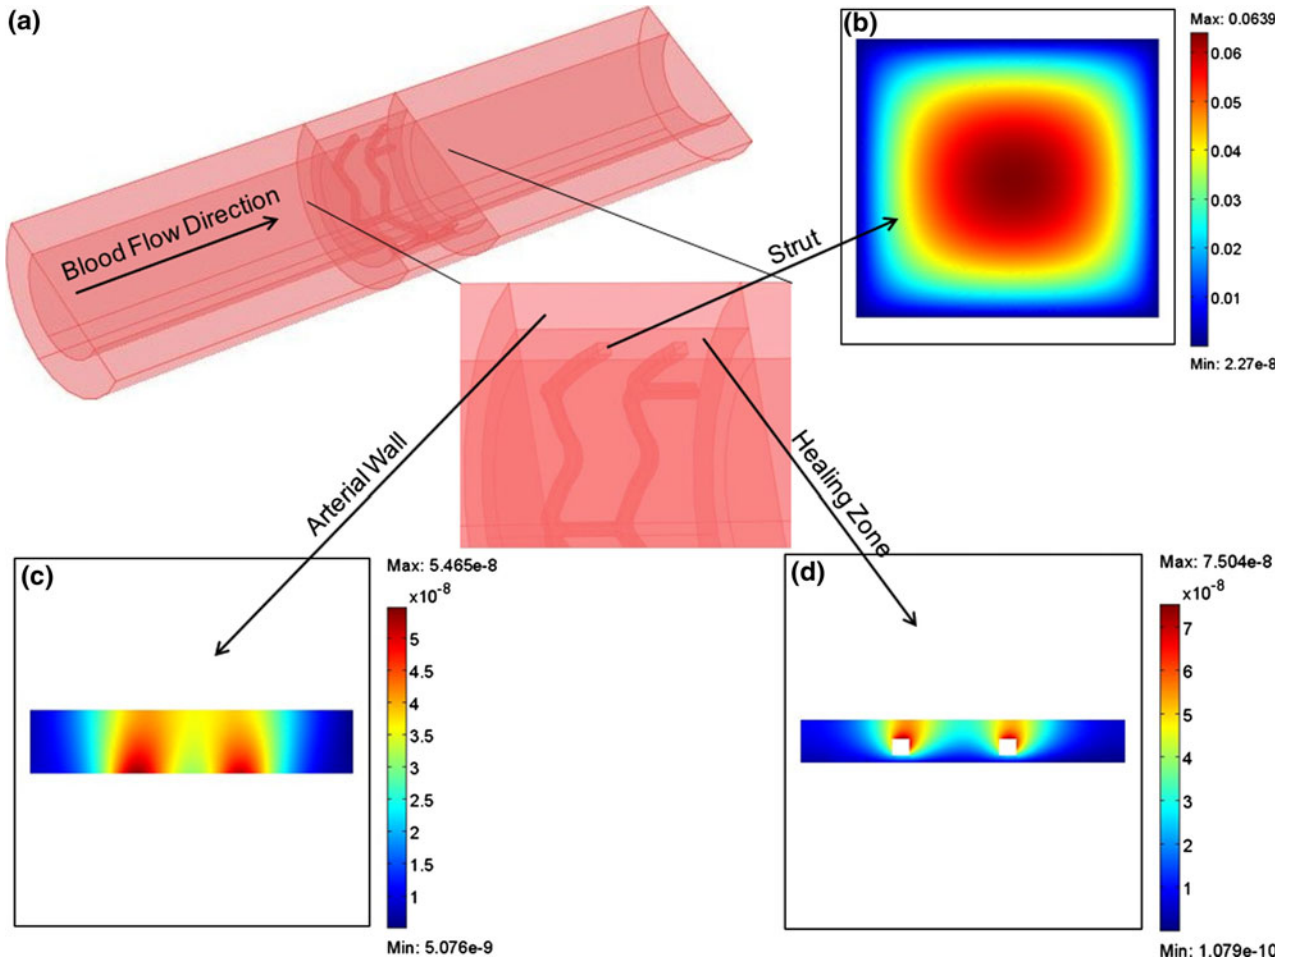 (a)
Blood Flow Direction
(b)
Max: 0.0639
0.06
0.05
0.04
0.03
0.02
0.01
Min: 2.27e-8
Strut
Arterial Wall
Healing Zone
(c)
Max: 5.465e-8
x10-8
5
4.5
4
3.5
3
2.5
2
1.5
1
Min: 5.076e-9
(d)
Max: 7.504e-8
x10-8
7
6
5
4
3
2
1
Min: 1.079e-10